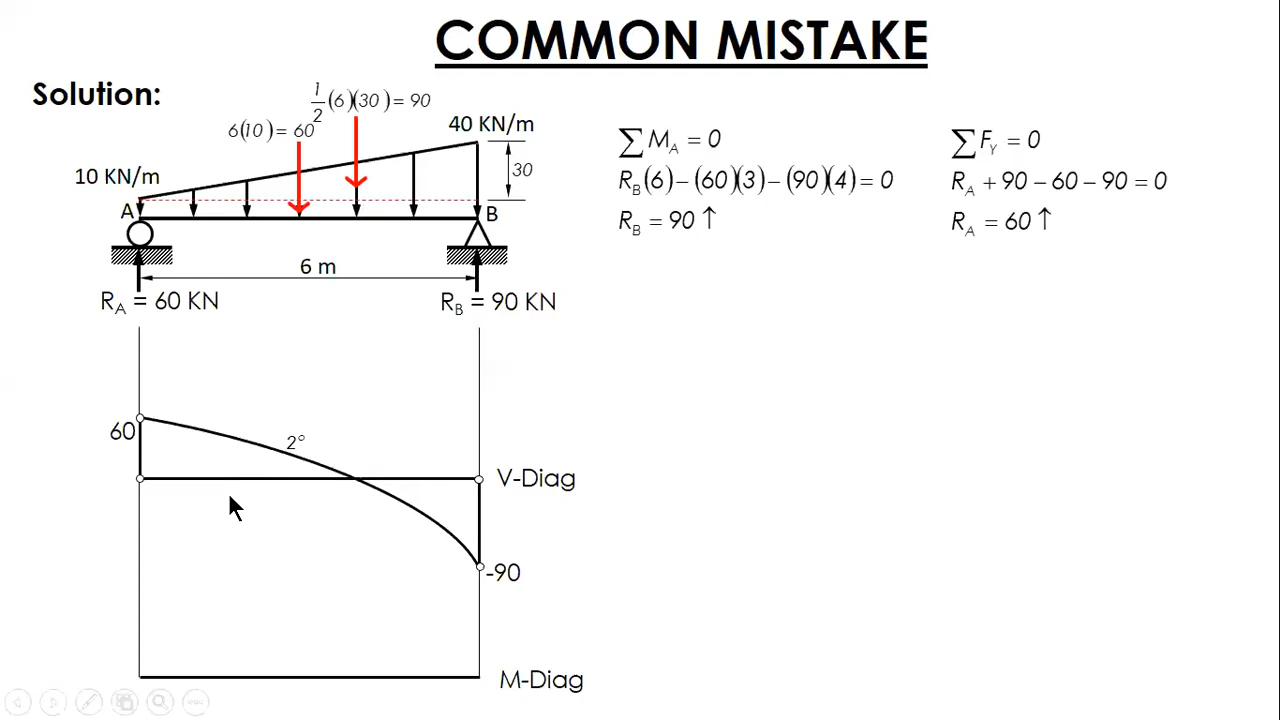 COMMON MISTAKE
Solution:
1/2 (6)(30) = 90
6(10) = 60
40 KN/m
10 KN/m
30
A
B
6 m
R_A = 60 KN
R_B = 90 KN
∑M_A = 0
R_B(6) − (60)(3) − (90)(4) = 0
R_B = 90 ↑
∑F_Y = 0
R_A + 90 − 60 − 90 = 0
R_A = 60 ↑
60
2°
V-Diag
-90
M-Diag